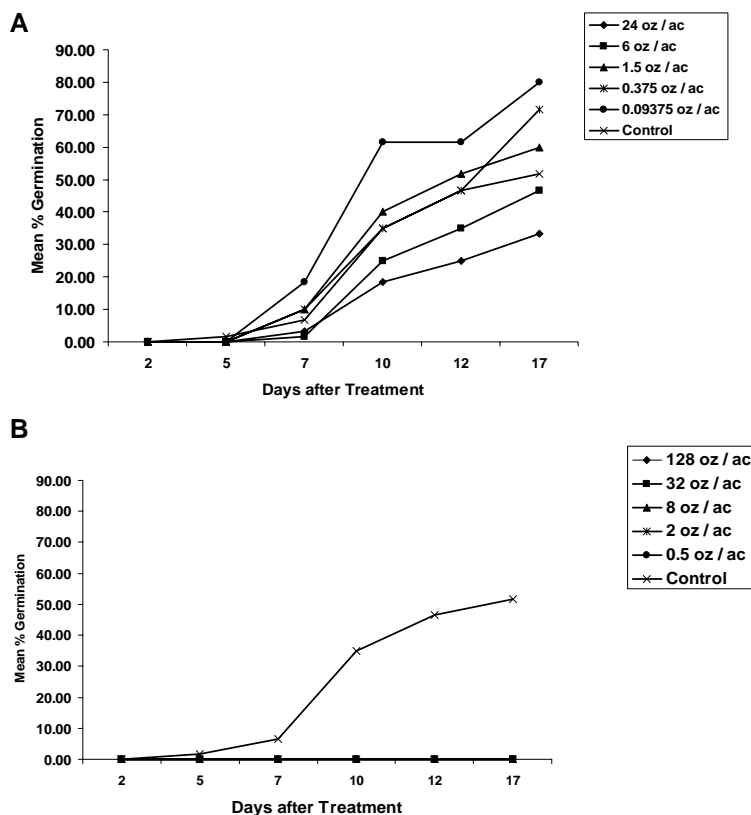 A
24 oz / ac
6 oz / ac
1.5 oz / ac
0.375 oz / ac
0.09375 oz / ac
Control
90.00
80.00
70.00
60.00
50.00
40.00
30.00
20.00
10.00
0.00
Mean % Germination
2 5 7 10 12 17
Days after Treatment
B
128 oz / ac
32 oz / ac
8 oz / ac
2 oz / ac
0.5 oz / ac
Control
90.00
80.00
70.00
60.00
50.00
40.00
30.00
20.00
10.00
0.00
Mean % Germination
2 5 7 10 12 17
Days after Treatment